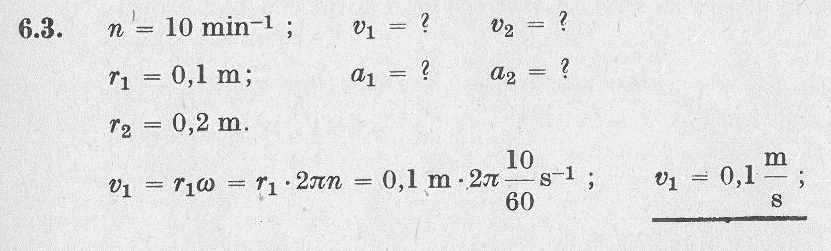 6.3. n = 10 min⁻¹ ; v₁ = ? v₂ = ?
r₁ = 0,1 m; a₁ = ? a₂ = ?
r₂ = 0,2 m.
v₁ = r₁ω = r₁ · 2πn = 0,1 m · 2π 10/60 s⁻¹ ; v₁ = 0,1 m/s ;